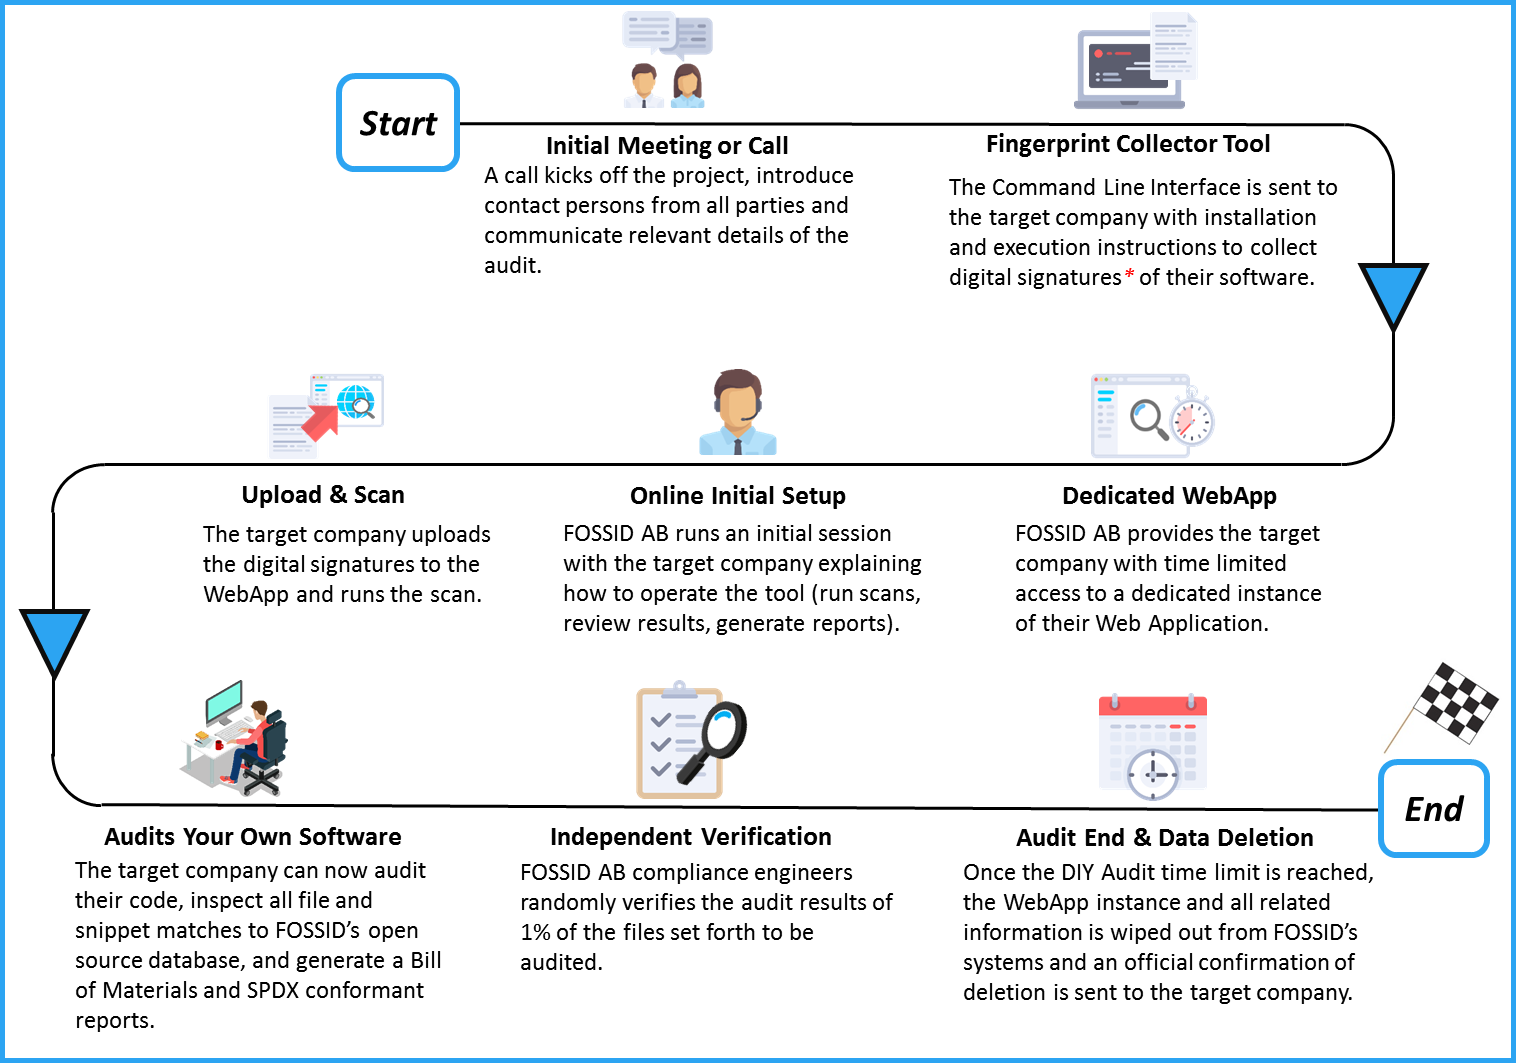 Start
Initial Meeting or Call
A call kicks off the project, introduce
contact persons from all parties and
communicate relevant details of the
audit.
Fingerprint Collector Tool
The Command Line Interface is sent to
the target company with installation
and execution instructions to collect
digital signatures* of their software.
Dedicated WebApp
FOSSID AB provides the target
company with time limited
access to a dedicated instance
of their Web Application.
Online Initial Setup
FOSSID AB runs an initial session
with the target company explaining
how to operate the tool (run scans,
review results, generate reports).
Upload & Scan
The target company uploads
the digital signatures to the
WebApp and runs the scan.
Audits Your Own Software
The target company can now audit
their code, inspect all file and
snippet matches to FOSSID’s open
source database, and generate a Bill
of Materials and SPDX conformant
reports.
Independent Verification
FOSSID AB compliance engineers
randomly verifies the audit results of
1% of the files set forth to be
audited.
Audit End & Data Deletion
Once the DIY Audit time limit is reached,
the WebApp instance and all related
information is wiped out from FOSSID’s
systems and an official confirmation of
deletion is sent to the target company.
End